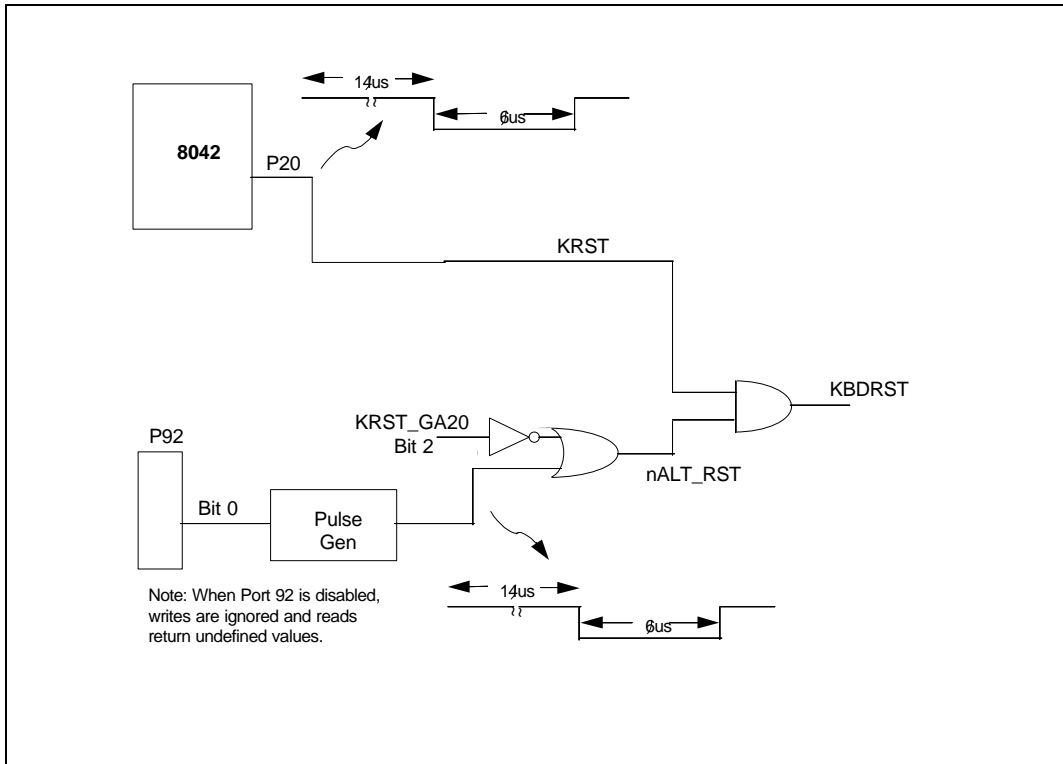 14us
6us
8042
P20
KRST
KBDRST
KRST_GA20
Bit 2
nALT_RST
P92
Bit 0
Pulse
Gen
14us
6us
Note: When Port 92 is disabled,
writes are ignored and reads
return undefined values.